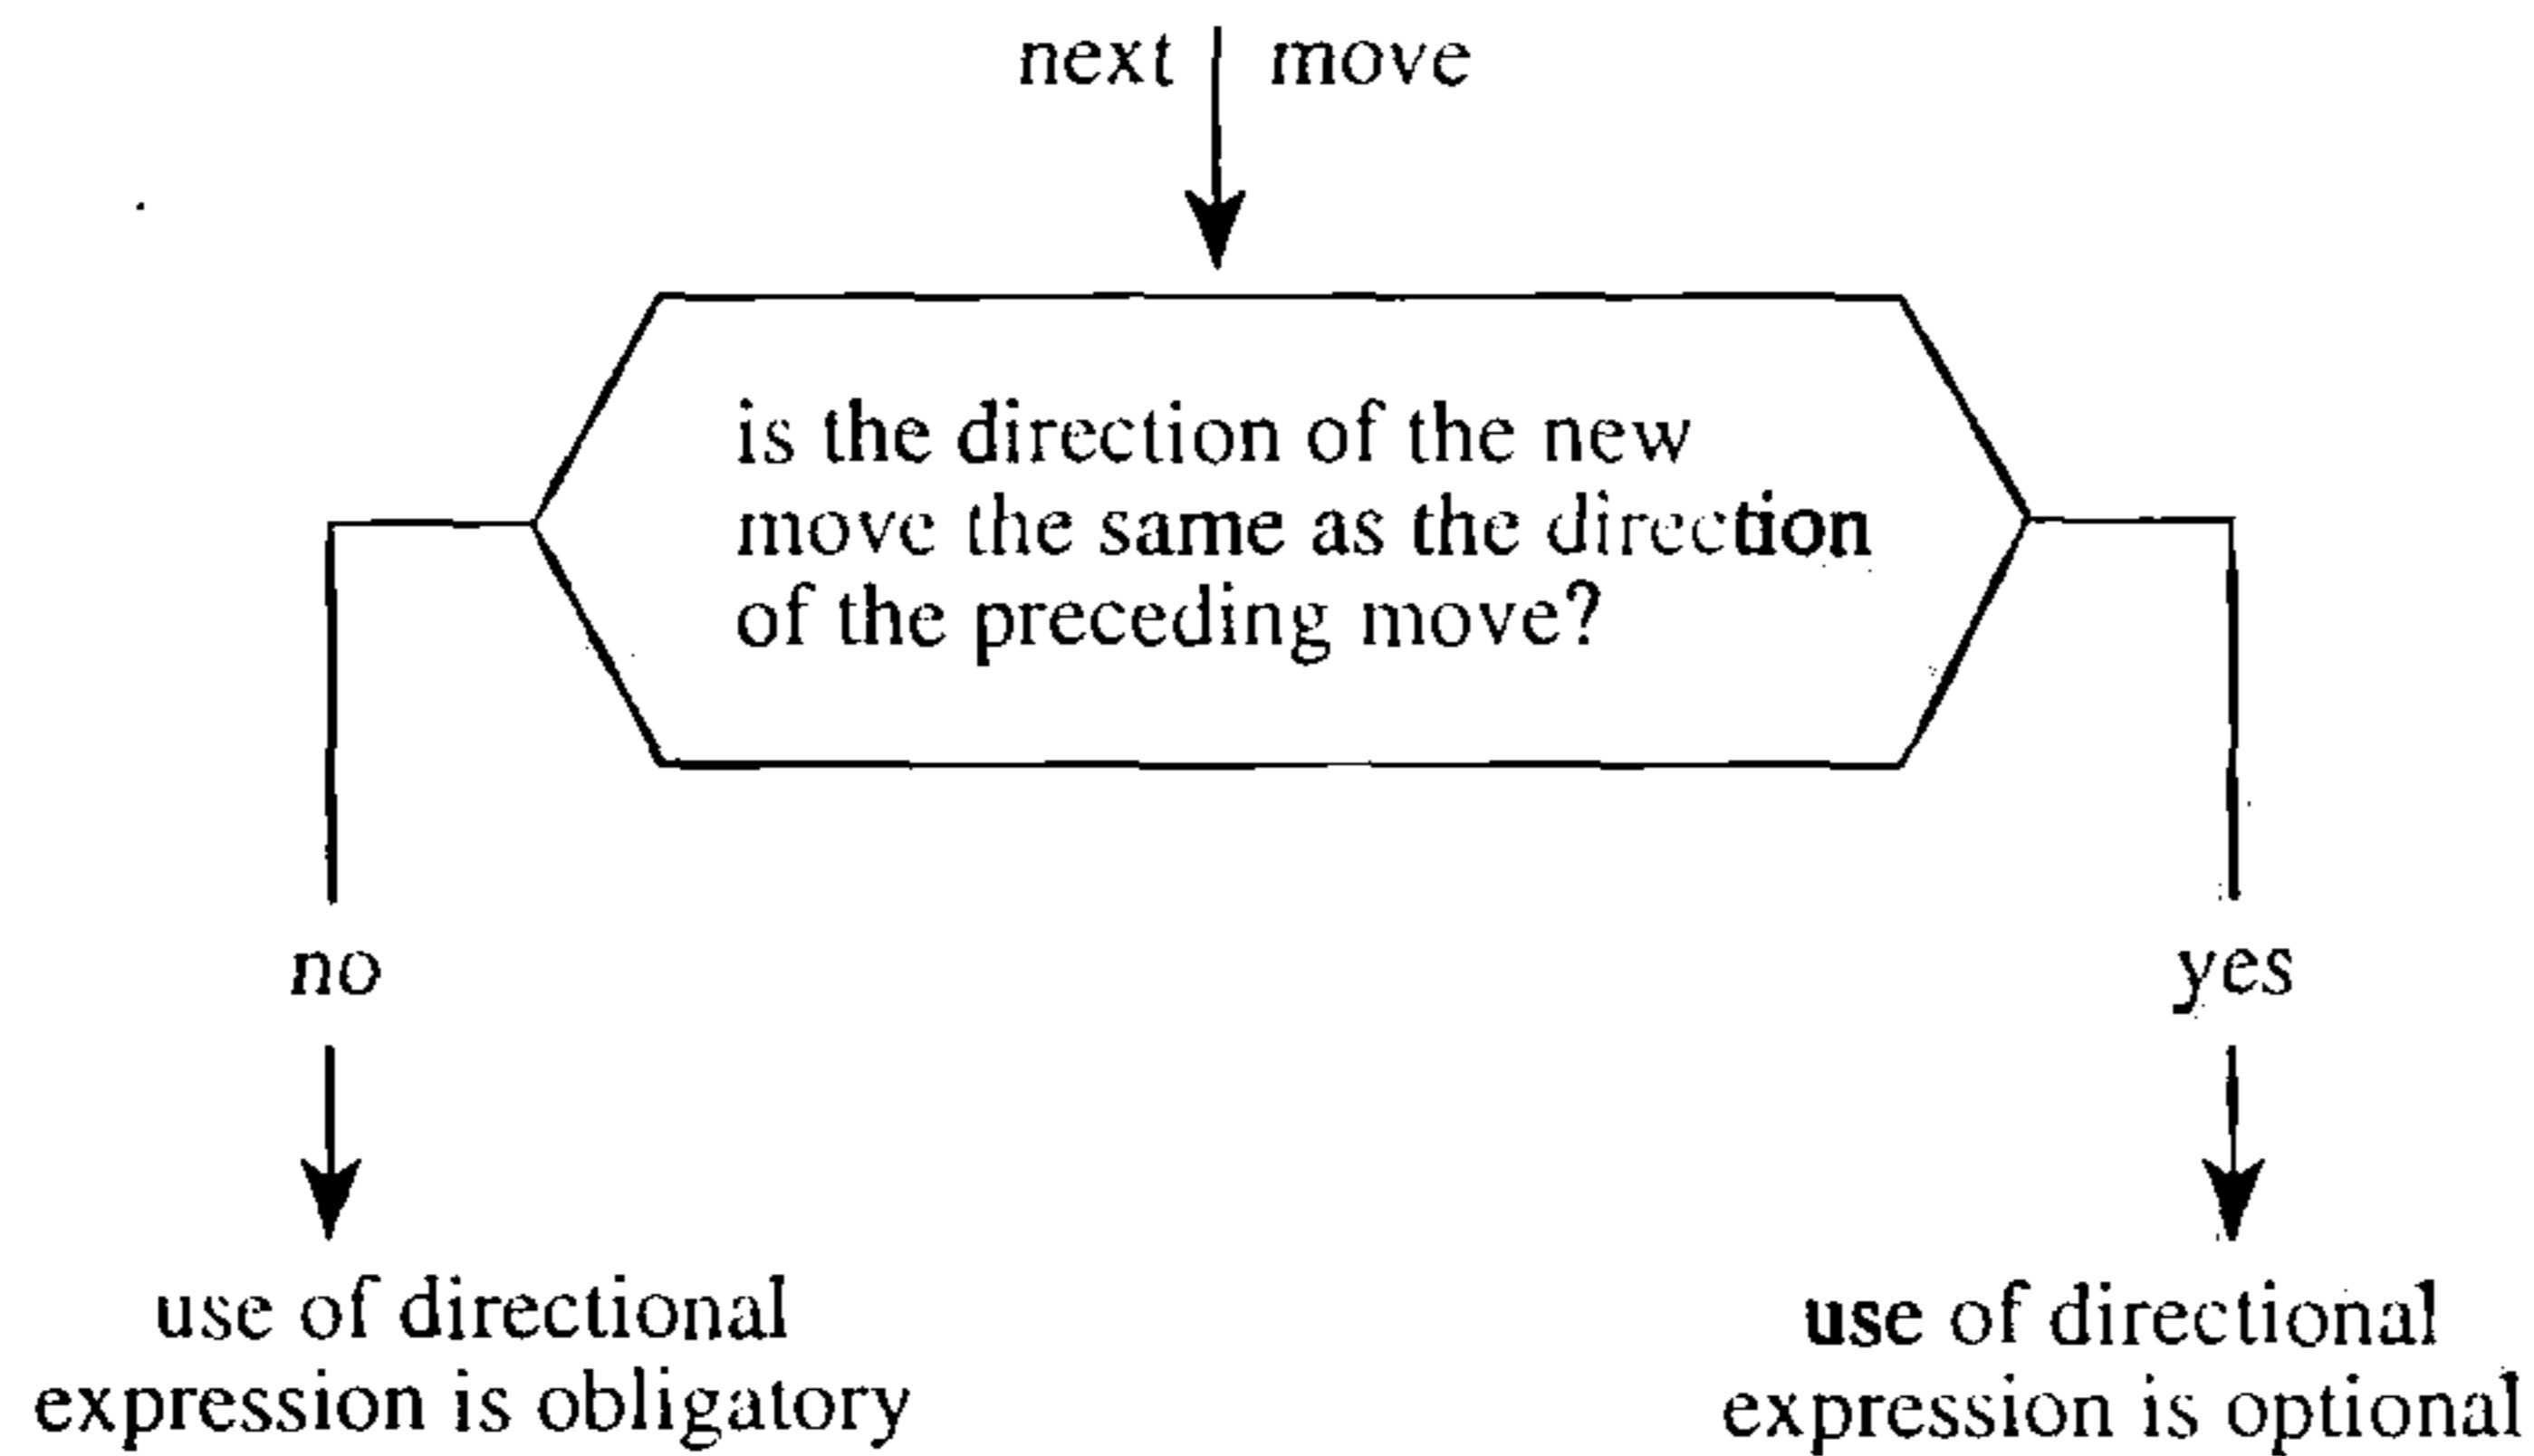 next move
is the direction of the new
move the same as the direction
of the preceding move?
no
yes
use of directional
expression is obligatory
use of directional
expression is optional